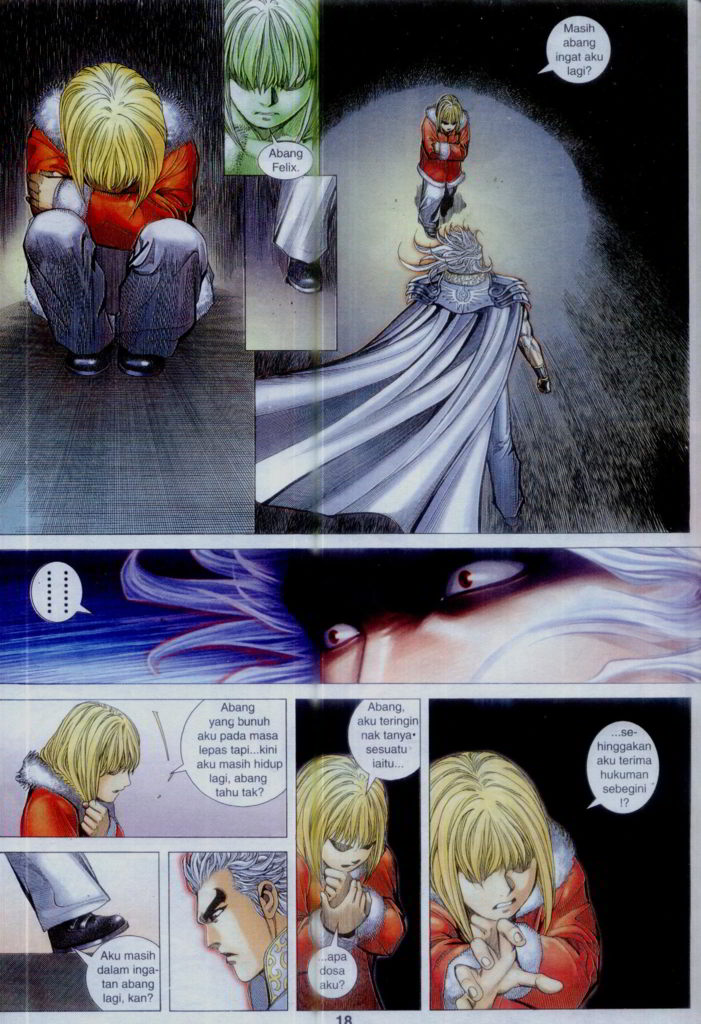 Abang
Felix.
Masih
abang
ingat aku
lagi?
Abang
yang bunuh
aku pada masa
lepas tapi...kini
aku masih hidup
lagi, abang
tahu tak?
Abang,
aku teringin
nak tanya
sesuatu
iaitu...
...apa
dosa
aku?
...se-
hinggakan
aku terima
hukuman
sebegini
!?
Aku masih
dalam inga-
tan abang
lagi, kan?
18